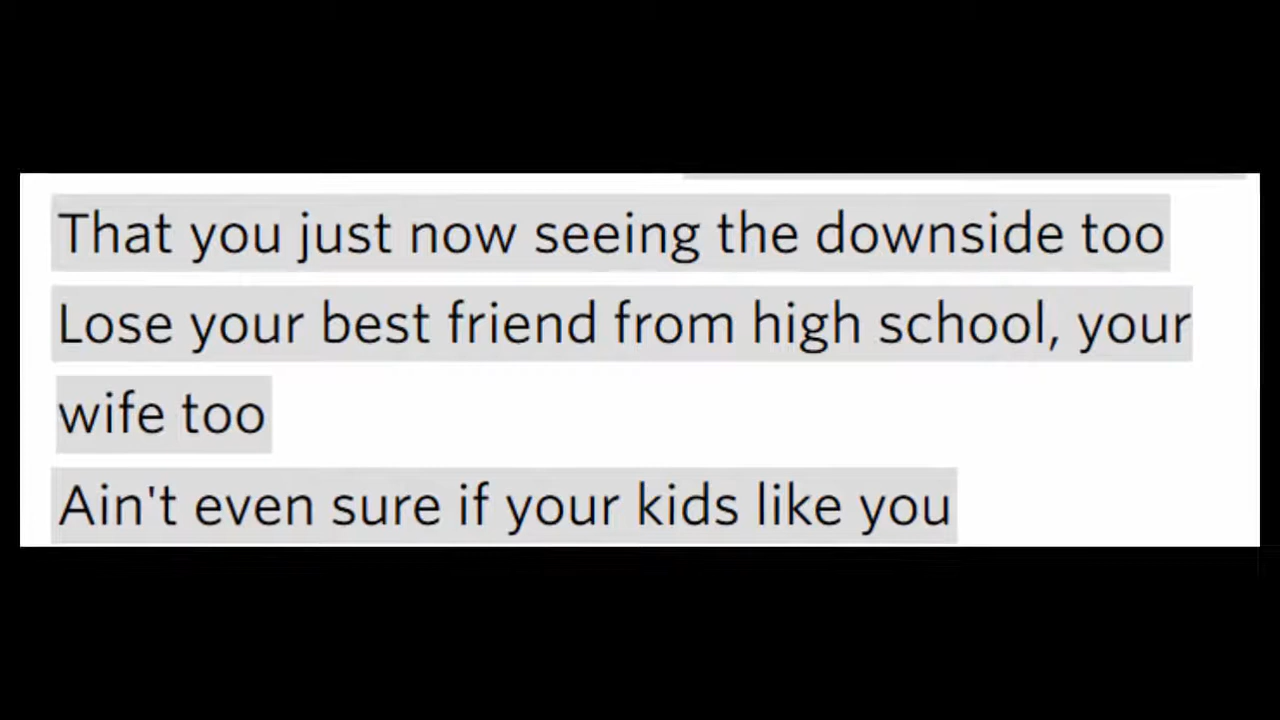 That you just now seeing the downside too
Lose your best friend from high school, your
wife too
Ain't even sure if your kids like you